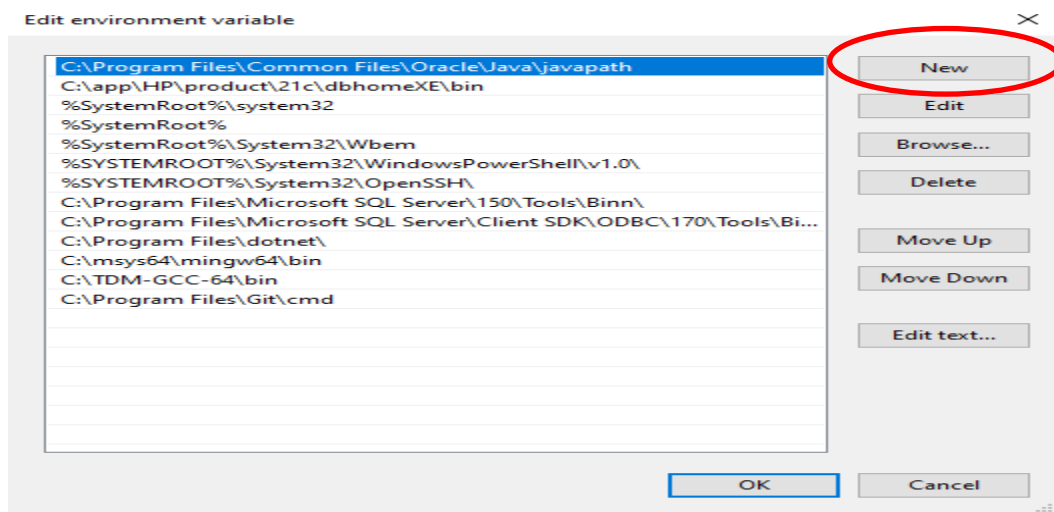 Edit environment variable
C:\Program Files\Common Files\Oracle\Java\javapath
C:\app\HP\product\21c\dbhomeXE\bin
%SystemRoot%\system32
%SystemRoot%
%SystemRoot%\System32\Wbem
%SYSTEMROOT%\System32\WindowsPowerShell\v1.0\
%SYSTEMROOT%\System32\OpenSSH\
C:\Program Files\Microsoft SQL Server\150\Tools\Binn\
C:\Program Files\Microsoft SQL Server\Client SDK\ODBC\170\Tools\Bi...
C:\Program Files\dotnet\
C:\msys64\mingw64\bin
C:\TDM-GCC-64\bin
C:\Program Files\Git\cmd
New
Edit
Browse...
Delete
Move Up
Move Down
Edit text...
OK
Cancel